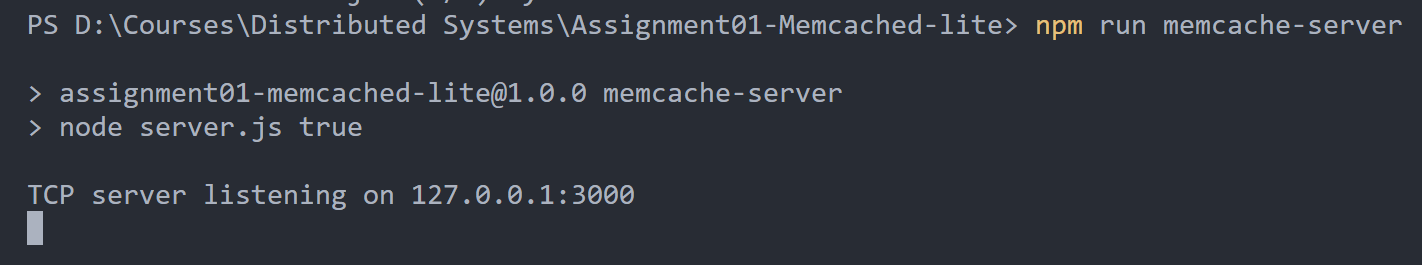 PS D:\Courses\Distributed Systems\Assignment01-Memcached-lite> npm run memcache-server
> assignment01-memcached-lite@1.0.0 memcache-server
> node server.js true
TCP server listening on 127.0.0.1:3000